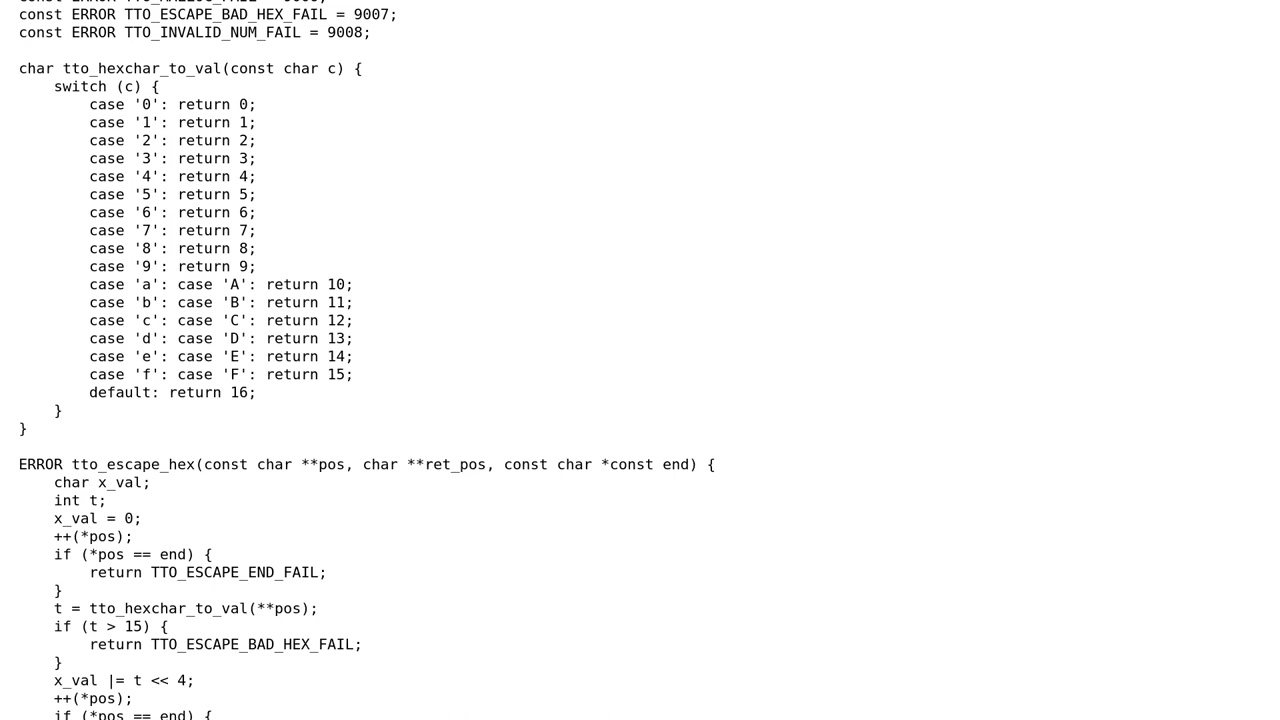 const ERROR TTO_ESCAPE_BAD_HEX_FAIL = 9007;
const ERROR TTO_INVALID_NUM_FAIL = 9008;

char tto_hexchar_to_val(const char c) {
    switch (c) {
        case '0': return 0;
        case '1': return 1;
        case '2': return 2;
        case '3': return 3;
        case '4': return 4;
        case '5': return 5;
        case '6': return 6;
        case '7': return 7;
        case '8': return 8;
        case '9': return 9;
        case 'a': case 'A': return 10;
        case 'b': case 'B': return 11;
        case 'c': case 'C': return 12;
        case 'd': case 'D': return 13;
        case 'e': case 'E': return 14;
        case 'f': case 'F': return 15;
        default: return 16;
    }
}

ERROR tto_escape_hex(const char **pos, char **ret_pos, const char *const end) {
    char x_val;
    int t;
    x_val = 0;
    ++(*pos);
    if (*pos == end) {
        return TTO_ESCAPE_END_FAIL;
    }
    t = tto_hexchar_to_val(**pos);
    if (t > 15) {
        return TTO_ESCAPE_BAD_HEX_FAIL;
    }
    x_val |= t << 4;
    ++(*pos);
    if (*pos == end) {